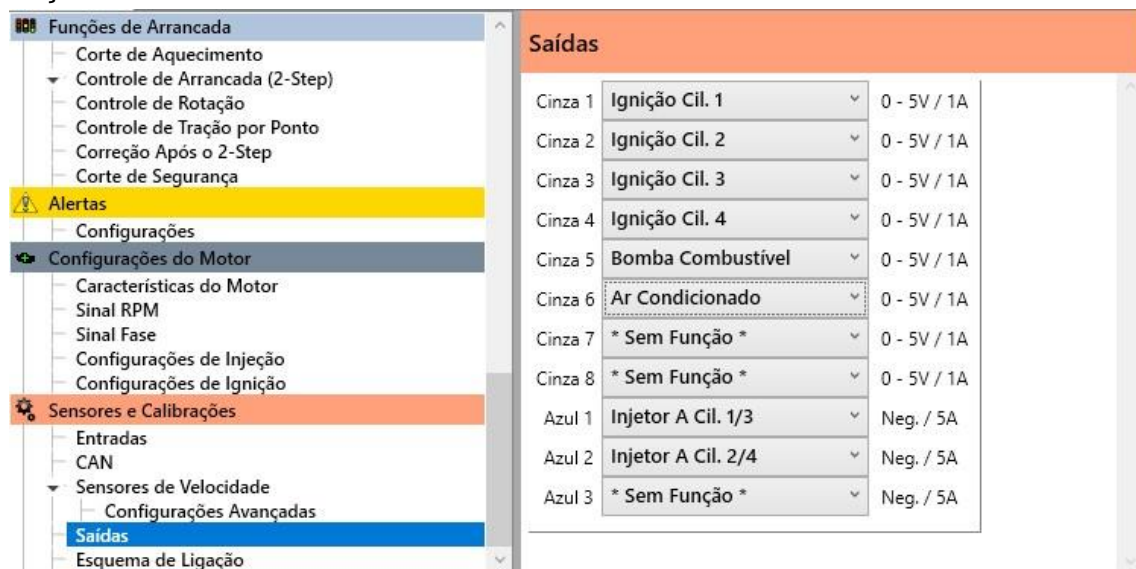 Funções de Arrancada
Corte de Aquecimento
Controle de Arrancada (2-Step)
Controle de Rotação
Controle de Tração por Ponto
Correção Após o 2-Step
Corte de Segurança
Alertas
Configurações
Configurações do Motor
Características do Motor
Sinal RPM
Sinal Fase
Configurações de Injeção
Configurações de Ignição
Sensores e Calibrações
Entradas
CAN
Sensores de Velocidade
Configurações Avançadas
Saídas
Esquema de Ligação
Saídas
Cinza 1 Ignição Cil. 1 0 - 5V / 1A
Cinza 2 Ignição Cil. 2 0 - 5V / 1A
Cinza 3 Ignição Cil. 3 0 - 5V / 1A
Cinza 4 Ignição Cil. 4 0 - 5V / 1A
Cinza 5 Bomba Combustível 0 - 5V / 1A
Cinza 6 Ar Condicionado 0 - 5V / 1A
Cinza 7 * Sem Função * 0 - 5V / 1A
Cinza 8 * Sem Função * 0 - 5V / 1A
Azul 1 Injetor A Cil. 1/3 Neg. / 5A
Azul 2 Injetor A Cil. 2/4 Neg. / 5A
Azul 3 * Sem Função * Neg. / 5A